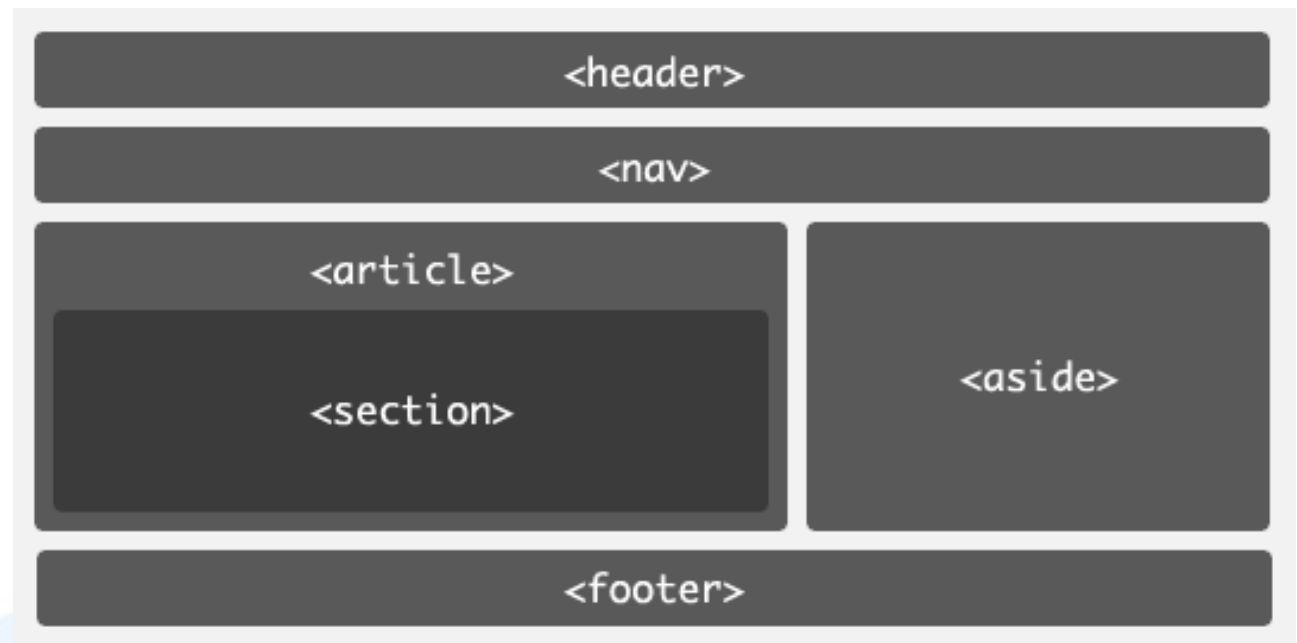 <header>
<nav>
<article>
<section>
<aside>
<footer>